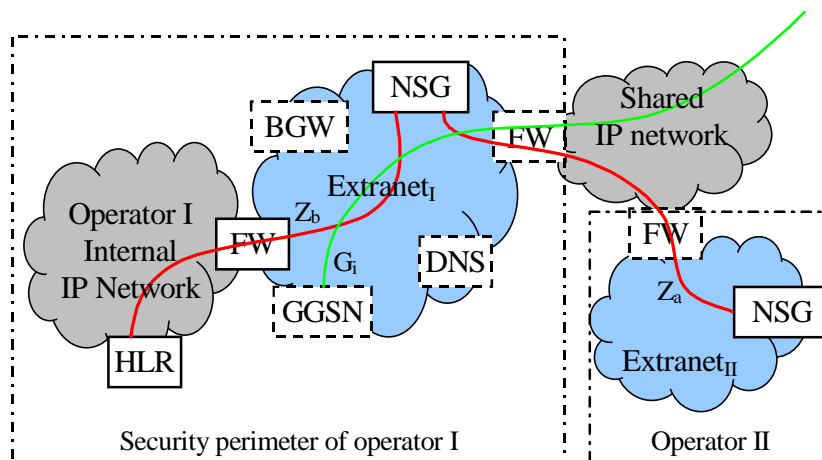 NSG
BGW
FW
Shared
IP network
Extranet_I
Operator I
Internal
IP Network
Z_b
FW
FW
G_i
DNS
Z_a
GGSN
NSG
HLR
Extranet_II
Security perimeter of operator I
Operator II